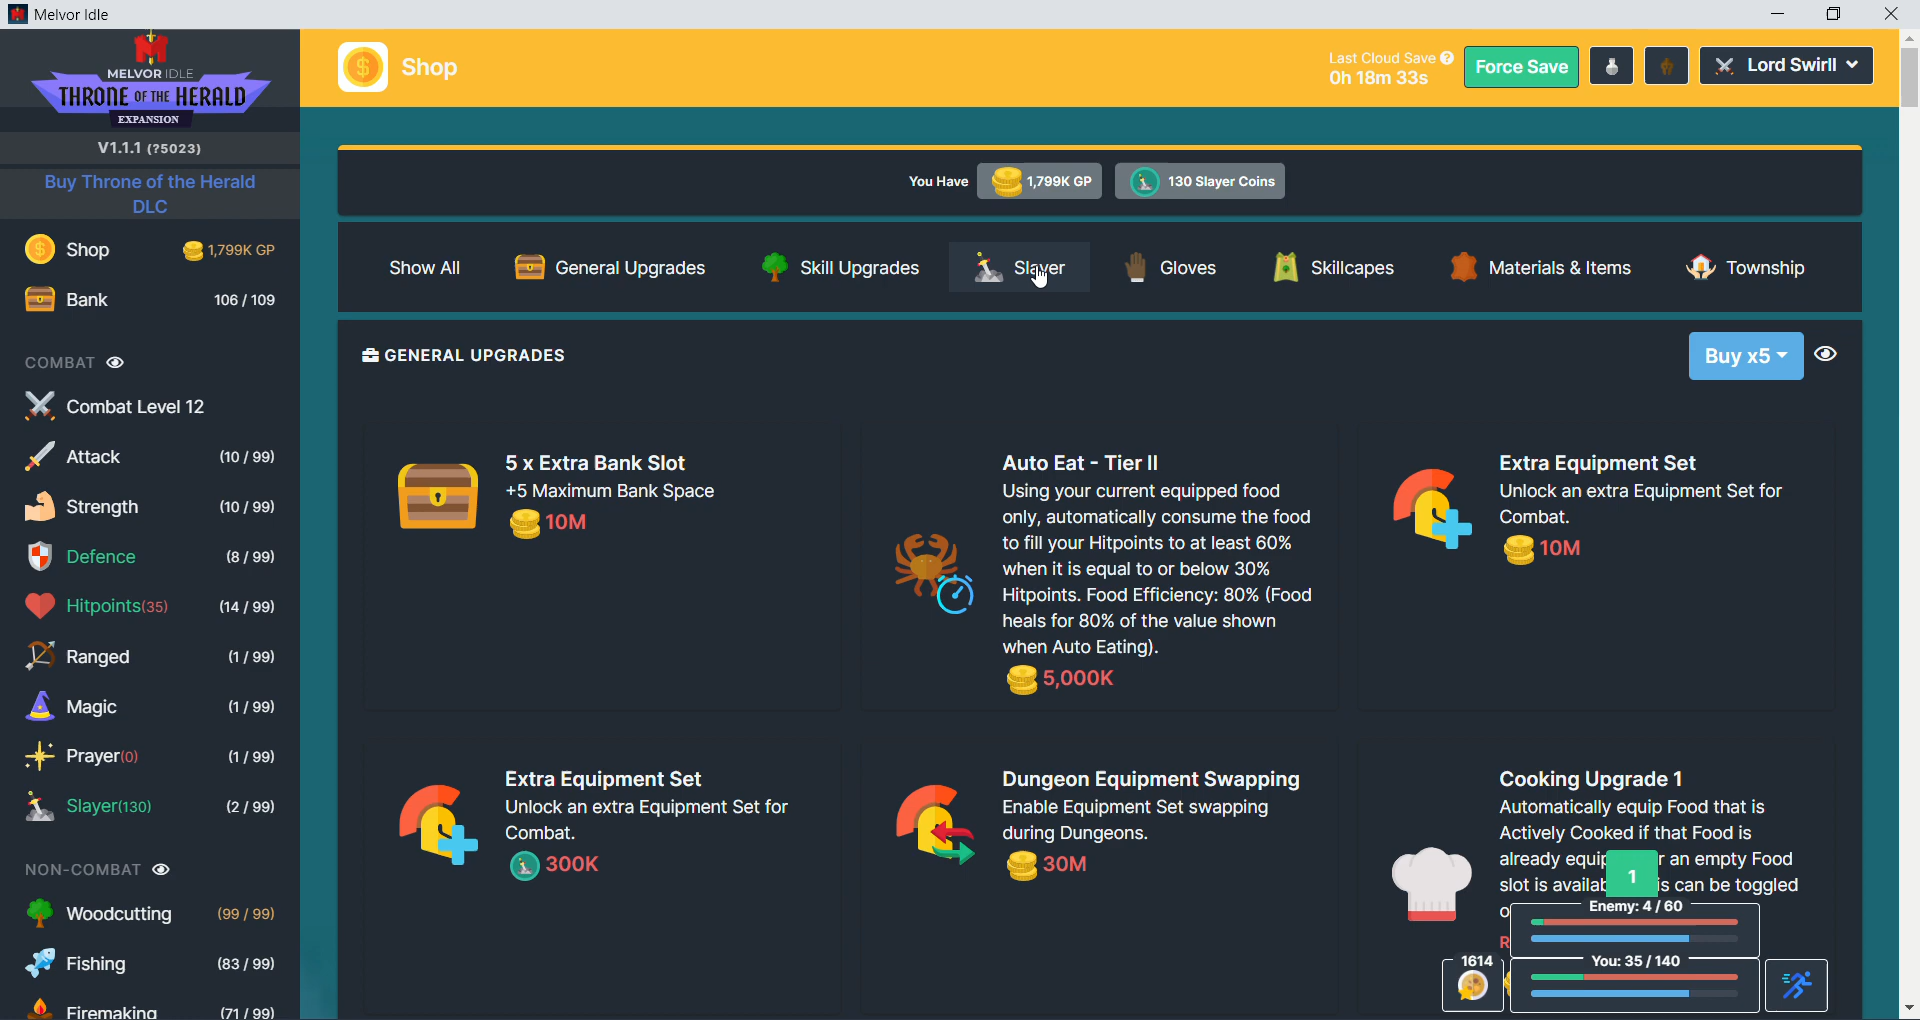 Melvor Idle
MELVOR IDLE
THRONE OF THE HERALD
EXPANSION
V1.1.1 (?5023)
Buy Throne of the Herald
DLC
Shop 1,799K GP
Bank 106 / 109
COMBAT
Combat Level 12
Attack (10 / 99)
Strength (10 / 99)
Defence (8 / 99)
Hitpoints(35) (14 / 99)
Ranged (1 / 99)
Magic (1 / 99)
Prayer(0) (1 / 99)
Slayer(130) (2 / 99)
NON-COMBAT
Woodcutting (99 / 99)
Fishing (83 / 99)
Firemaking (71 / 99)
Shop
Last Cloud Save ?
0h 18m 33s
Force Save
Lord Swirll
You Have 1,799K GP 130 Slayer Coins
Show All General Upgrades Skill Upgrades Slayer Gloves Skillcapes Materials & Items Township
GENERAL UPGRADES
Buy x5
5 x Extra Bank Slot
+5 Maximum Bank Space
10M
Auto Eat - Tier II
Using your current equipped food
only, automatically consume the food
to fill your Hitpoints to at least 60%
when it is equal to or below 30%
Hitpoints. Food Efficiency: 80% (Food
heals for 80% of the value shown
when Auto Eating).
5,000K
Extra Equipment Set
Unlock an extra Equipment Set for
Combat.
10M
Extra Equipment Set
Unlock an extra Equipment Set for
Combat.
300K
Dungeon Equipment Swapping
Enable Equipment Set swapping
during Dungeons.
30M
Cooking Upgrade 1
Automatically equip Food that is
Actively Cooked if that Food is
already equip r an empty Food
slot is availab is can be toggled
1
Enemy: 4 / 60
You: 35 / 140
1614